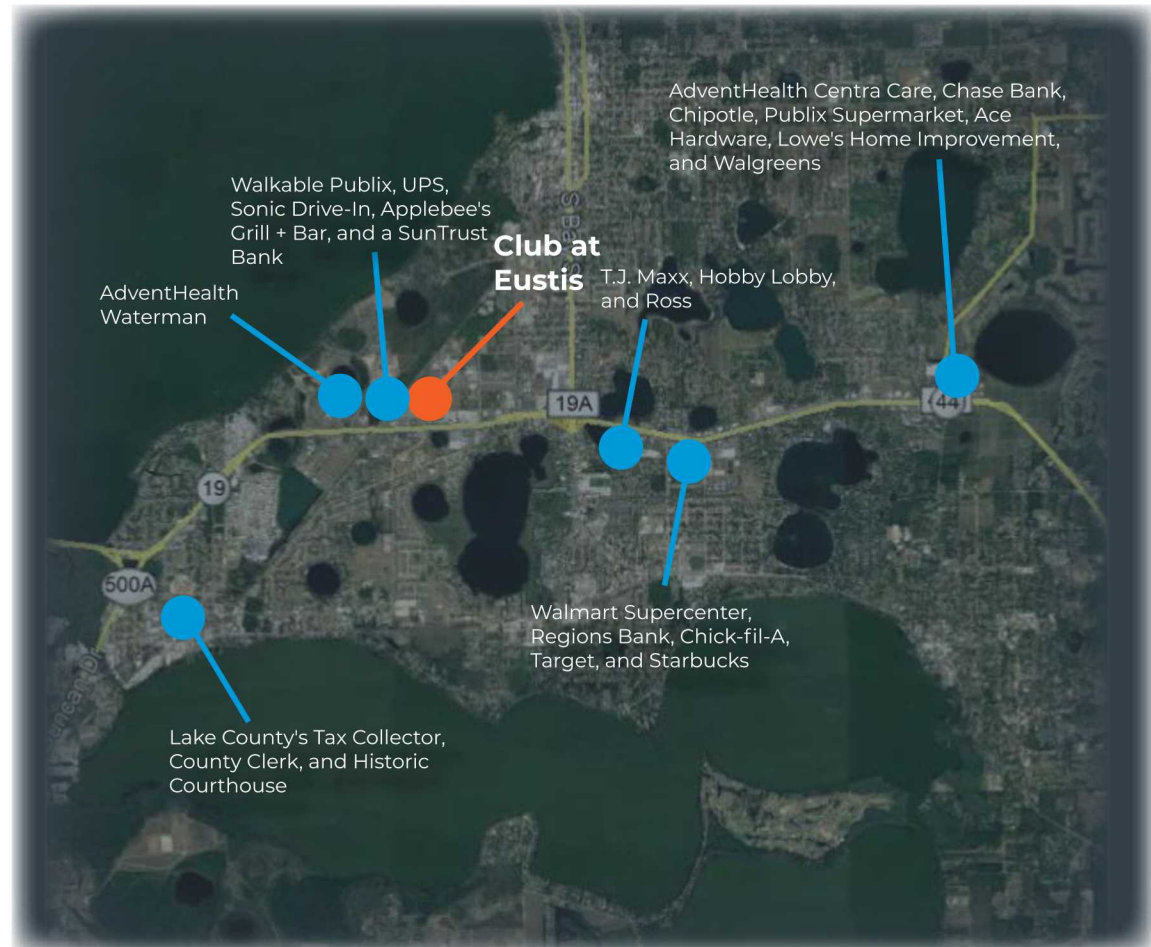 AdventHealth Centra Care, Chase Bank,
Chipotle, Publix Supermarket, Ace
Hardware, Lowe's Home Improvement,
and Walgreens
Walkable Publix, UPS,
Sonic Drive-In, Applebee's
Grill + Bar, and a SunTrust
Bank
Club at
Eustis
T.J. Maxx, Hobby Lobby,
and Ross
AdventHealth
Waterman
19A
44
19
500A
Walmart Supercenter,
Regions Bank, Chick-fil-A,
Target, and Starbucks
Lake County's Tax Collector,
County Clerk, and Historic
Courthouse